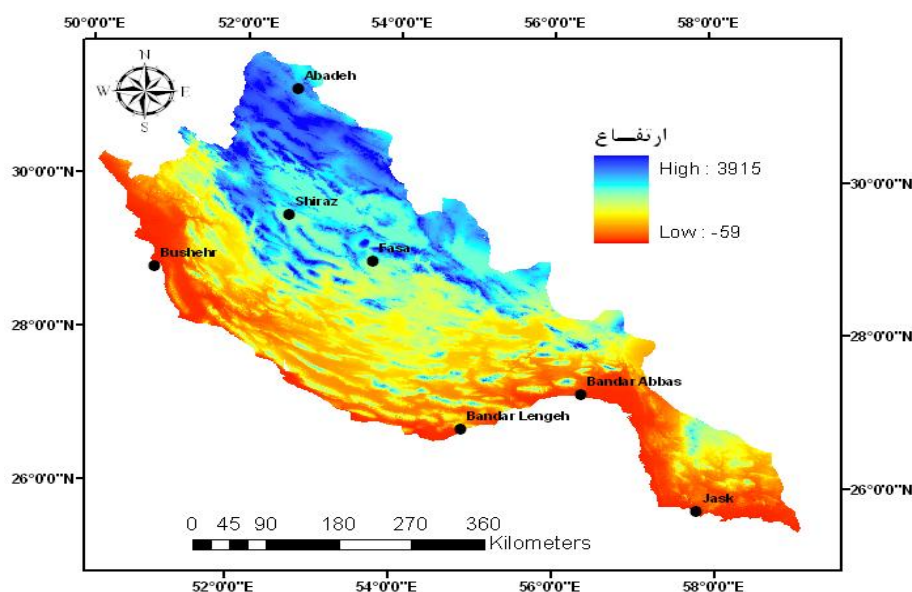 50°0'0"E 52°0'0"E 54°0'0"E 56°0'0"E 58°0'0"E
N
W E
S
Abadeh
ارتفاع
High : 3915
Low : -59
30°0'0"N 30°0'0"N
Shiraz
Bushehr
Fasa
28°0'0"N 28°0'0"N
Bandar Abbas
Bandar Lengeh
26°0'0"N 26°0'0"N
Jask
0 45 90 180 270 360
Kilometers
52°0'0"E 54°0'0"E 56°0'0"E 58°0'0"E